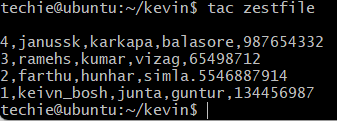 techie@ubuntu:~/kevin$ tac zestfile
4,janussk,karkapa,balasore,987654332
3,ramehs,kumar,vizag,65498712
2,farthu,hunhar,simla.5546887914
1,keivn_bosh,junta,guntur,134456987
techie@ubuntu:~/kevin$